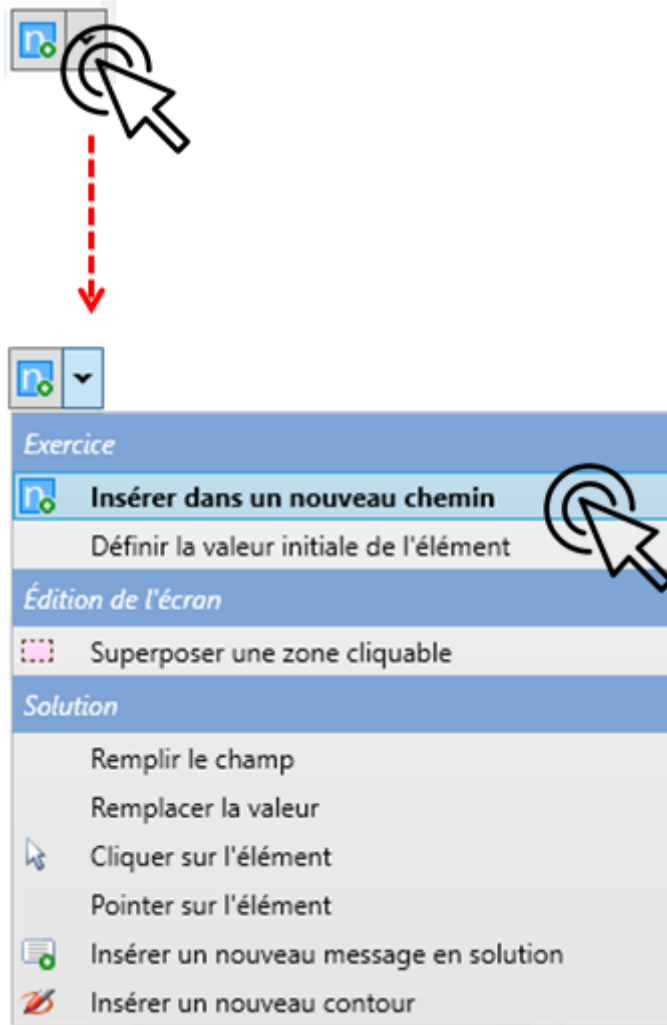 n
n
Exercice
n Insérer dans un nouveau chemin
Définir la valeur initiale de l'élément
Édition de l'écran
Superposer une zone cliquable
Solution
Remplir le champ
Remplacer la valeur
Cliquer sur l'élément
Pointer sur l'élément
Insérer un nouveau message en solution
Insérer un nouveau contour